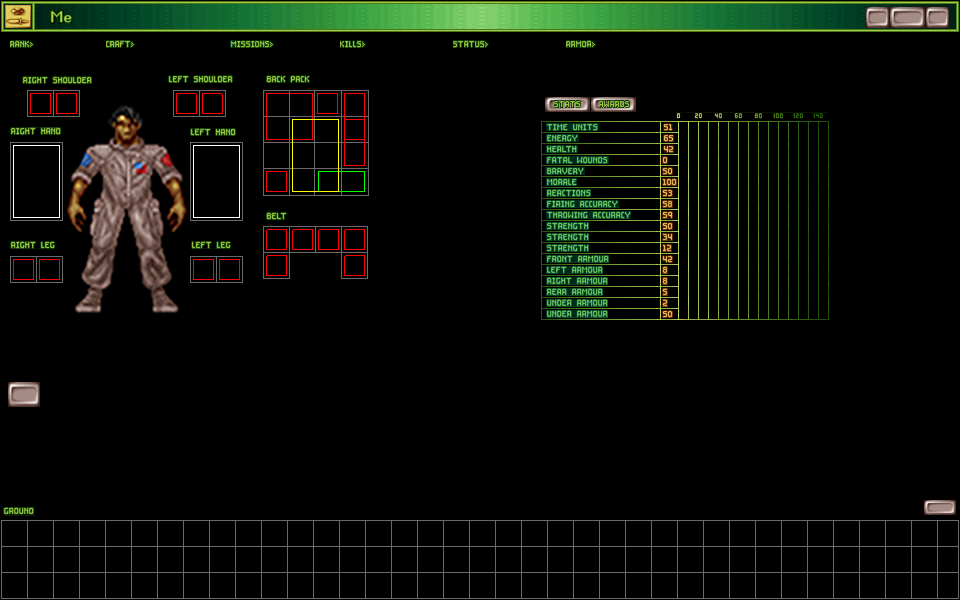 Me
RANK> CRAFT> MISSIONS> KILLS> STATUS> ARMOR>
RIGHT SHOULDER LEFT SHOULDER BACK PACK
STATS AWARDS
0 20 40 60 80 100 120 140
RIGHT HAND LEFT HAND
TIME UNITS 51
ENERGY 65
HEALTH 42
FATAL WOUNDS 0
BRAVERY 50
MORALE 100
REACTIONS 53
FIRING ACCURACY 58
THROWING ACCURACY 59
BELT
STRENGTH 50
STRENGTH 34
STRENGTH 12
RIGHT LEG LEFT LEG
FRONT ARMOUR 42
LEFT ARMOUR 8
RIGHT ARMOUR 8
REAR ARMOUR 5
UNDER ARMOUR 2
UNDER ARMOUR 50
GROUND